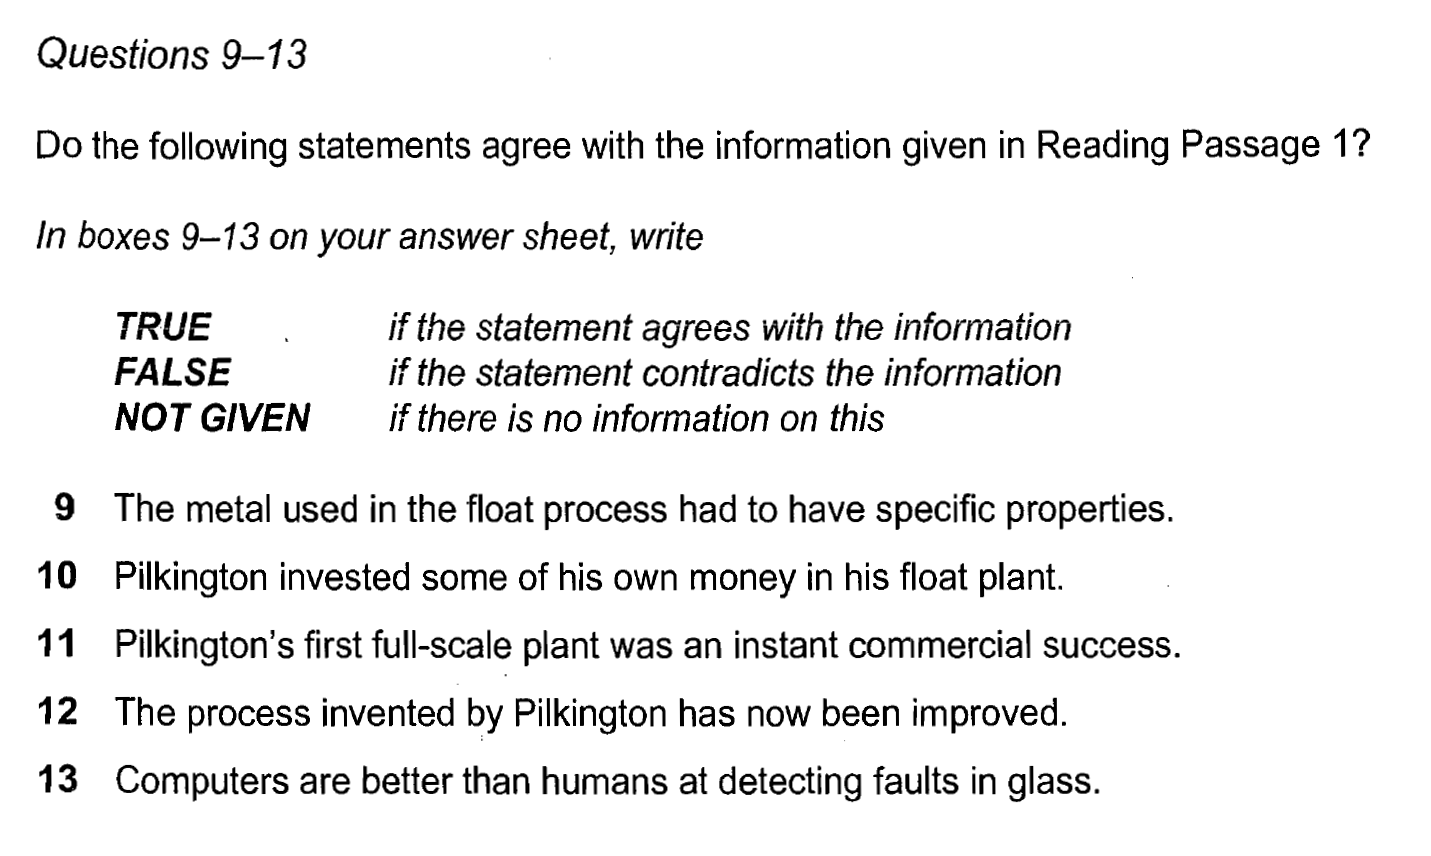 Questions 9–13
Do the following statements agree with the information given in Reading Passage 1?
In boxes 9–13 on your answer sheet, write
TRUE if the statement agrees with the information
FALSE if the statement contradicts the information
NOT GIVEN if there is no information on this
9 The metal used in the float process had to have specific properties.
10 Pilkington invested some of his own money in his float plant.
11 Pilkington's first full-scale plant was an instant commercial success.
12 The process invented by Pilkington has now been improved.
13 Computers are better than humans at detecting faults in glass.